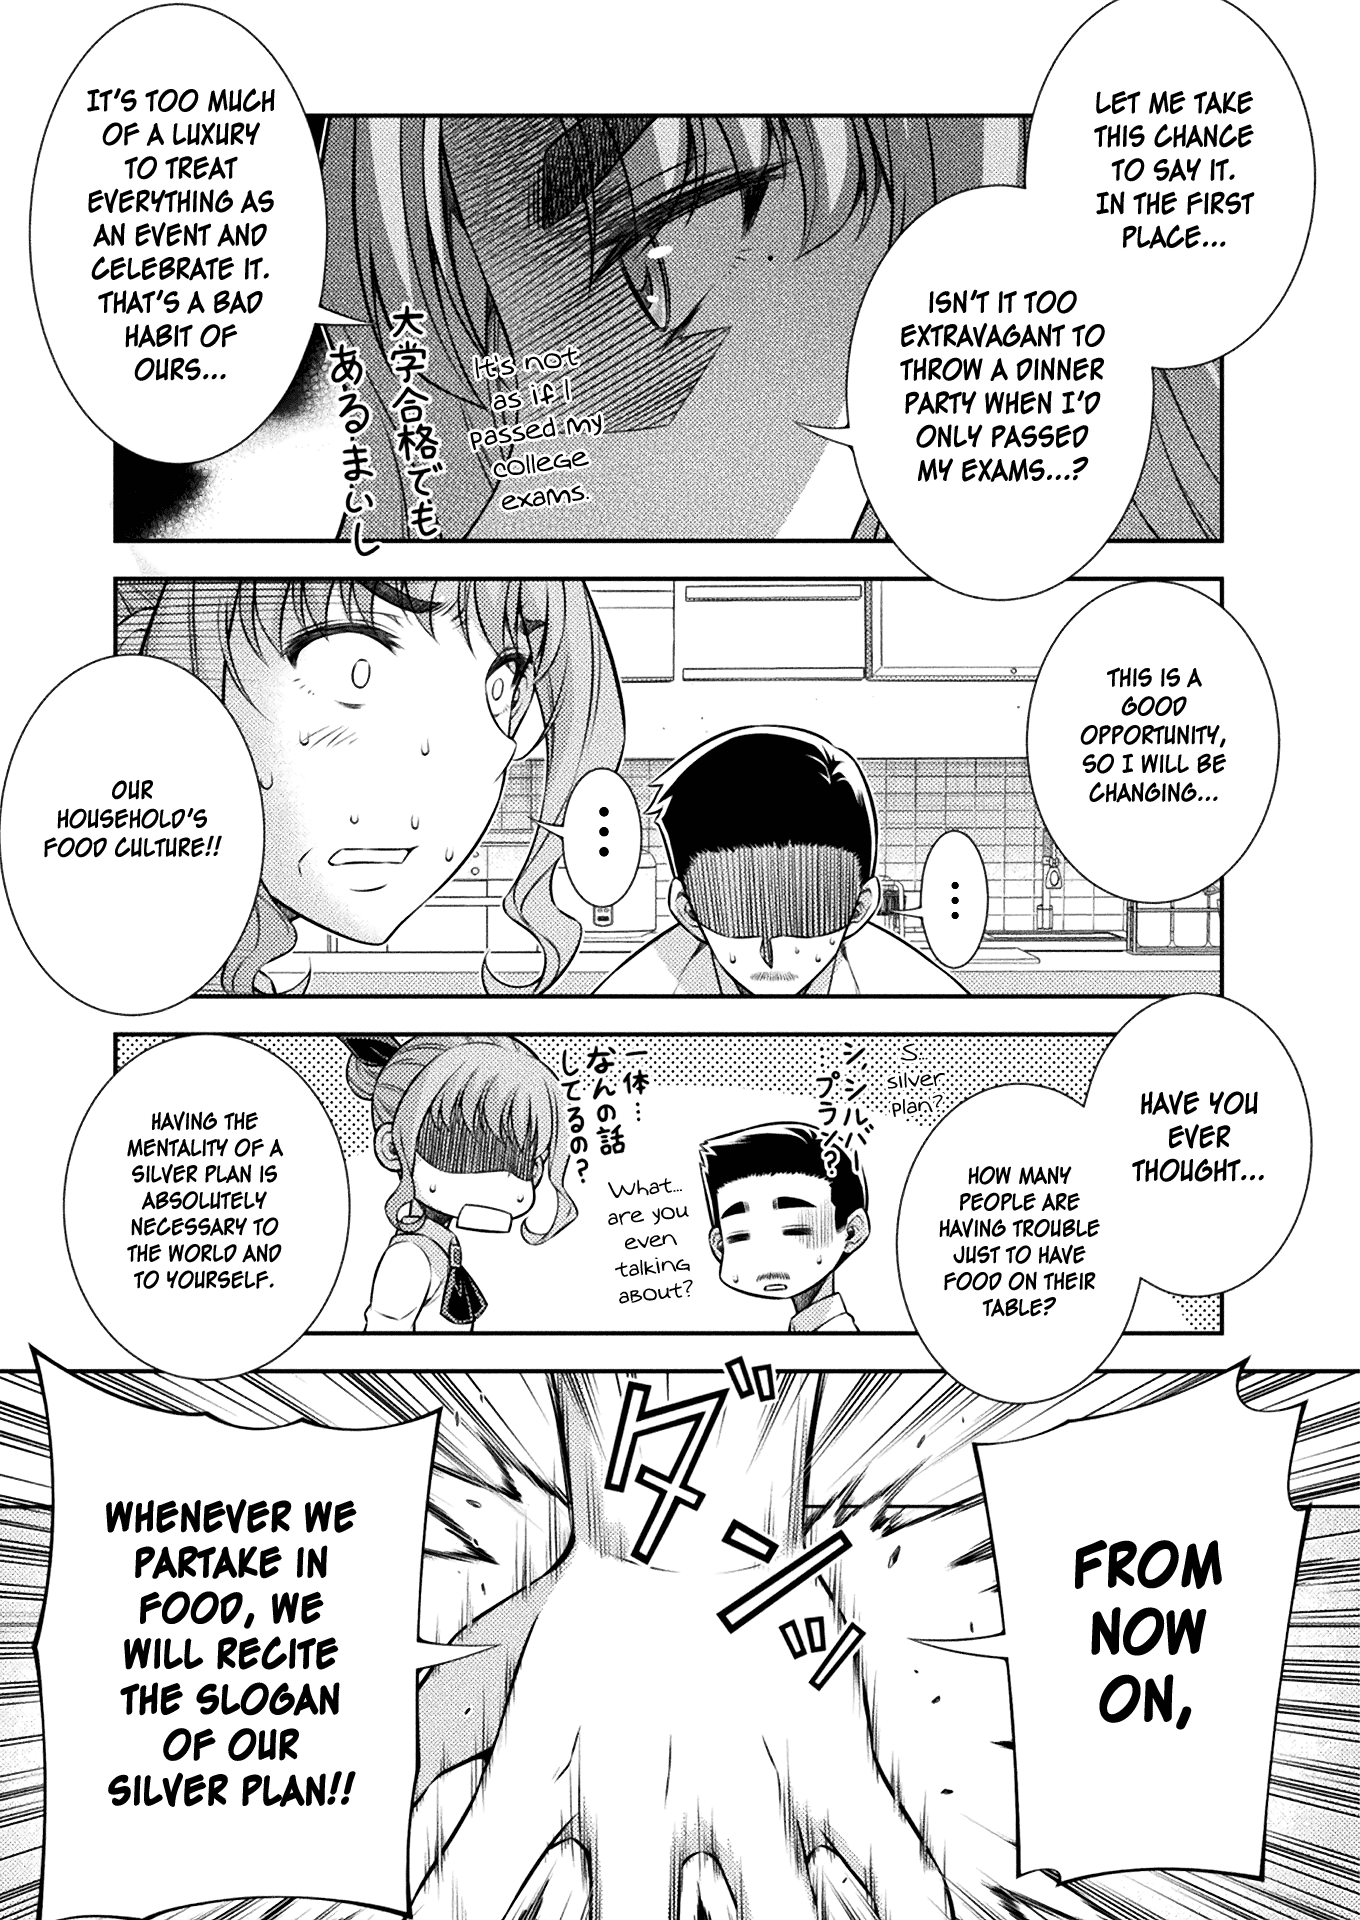 LET ME TAKE
THIS CHANCE
TO SAY IT.
IN THE FIRST
PLACE...
ISN'T IT TOO
EXTRAVAGANT TO
THROW A DINNER
PARTY WHEN I'D
ONLY PASSED
MY EXAMS...?
It's not
as if I
passed my
college
exams.
大学合格でも
あるまいし
IT'S TOO MUCH
OF A LUXURY
TO TREAT
EVERYTHING AS
AN EVENT AND
CELEBRATE IT.
THAT'S A BAD
HABIT OF
OURS...
THIS IS A
GOOD
OPPORTUNITY,
SO I WILL BE
CHANGING...
...
...
OUR
HOUSEHOLD'S
FOOD CULTURE!!
HAVE YOU
EVER
THOUGHT...
HOW MANY
PEOPLE ARE
HAVING TROUBLE
JUST TO HAVE
FOOD ON THEIR
TABLE?
S
silver
plan?
シ、シルバー
プラン?
一体…
なんの話
してるの?
What...
are you
even
talking
about?
HAVING THE
MENTALITY OF A
SILVER PLAN IS
ABSOLUTELY
NECESSARY TO
THE WORLD AND
TO YOURSELF.
FROM
NOW
ON,
ダンッ
WHENEVER WE
PARTAKE IN
FOOD, WE
WILL RECITE
THE SLOGAN
OF OUR
SILVER PLAN!!